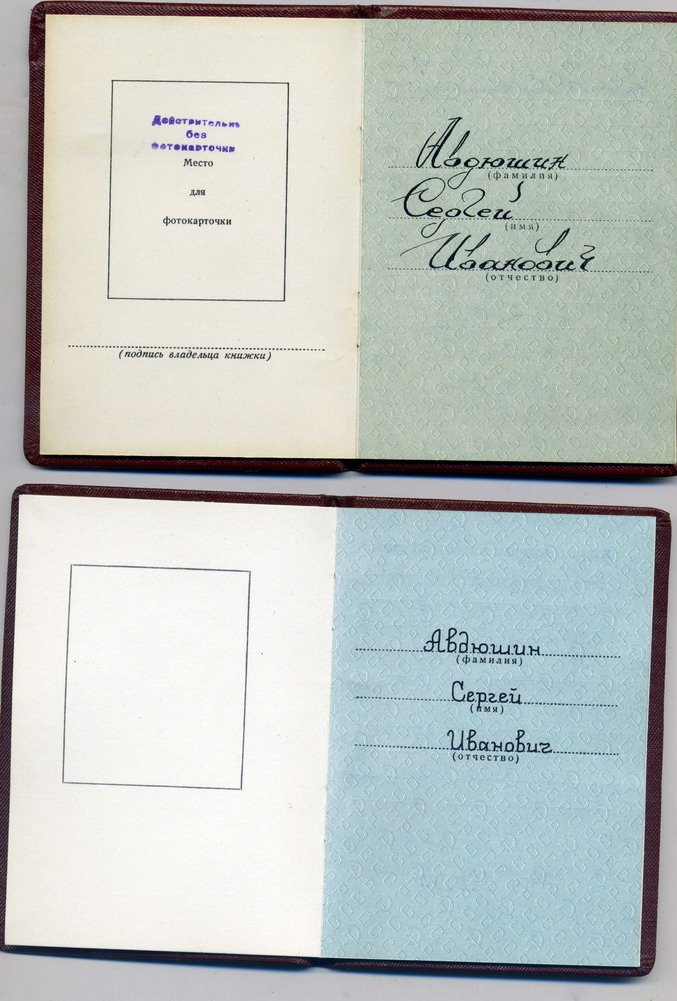 Действительно
без
фотокарточки
Место
для
фотокарточки
(подпись владельца книжки)
Авдюшин
(фамилия)
Сергей
(имя)
Иванович
(отчество)
Авдюшин
(фамилия)
Сергей
(имя)
Иванович
(отчество)